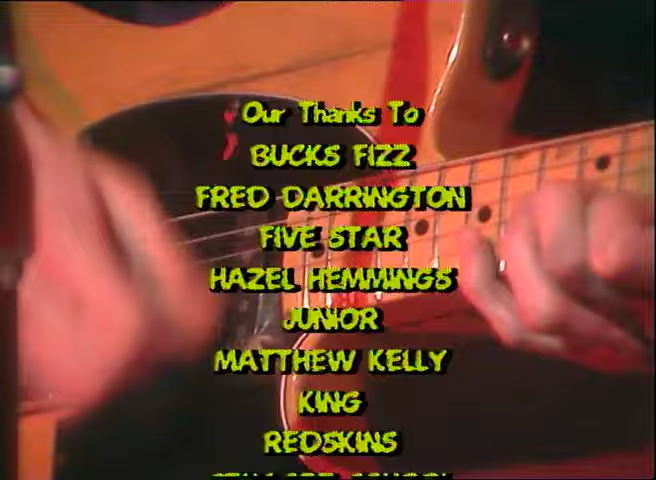 Our Thanks To
BUCKS FIZZ
FRED DARRINGTON
FIVE STAR
HAZEL HEMMINGS
JUNIOR
MATTHEW KELLY
KING
REDSKINS